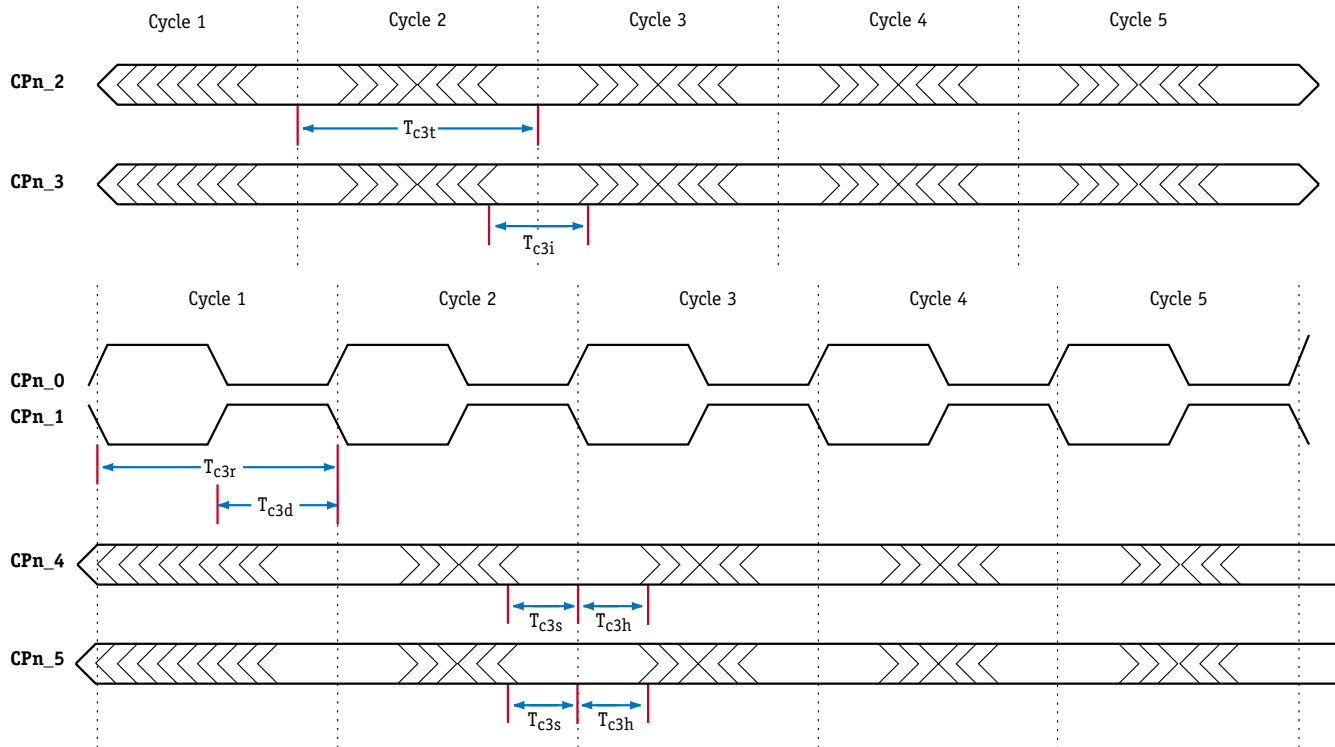 Cycle 1 Cycle 2 Cycle 3 Cycle 4 Cycle 5
CPn_2
Tc3t
CPn_3
Tc3i
Cycle 1 Cycle 2 Cycle 3 Cycle 4 Cycle 5
CPn_0
CPn_1
Tc3r
Tc3d
CPn_4
Tc3s Tc3h
CPn_5
Tc3s Tc3h